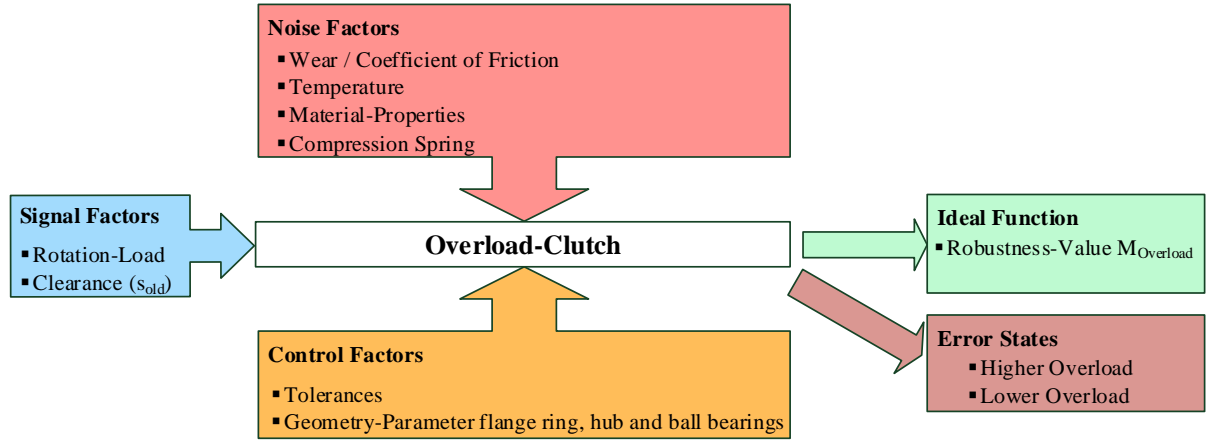 Noise Factors
▪ Wear / Coefficient of Friction
▪ Temperature
▪ Material-Properties
▪ Compression Spring
Signal Factors
▪ Rotation-Load
▪ Clearance (s_old)
Overload-Clutch
Ideal Function
▪ Robustness-Value M_Overload
Control Factors
▪ Tolerances
▪ Geometry-Parameter flange ring, hub and ball bearings
Error States
▪ Higher Overload
▪ Lower Overload